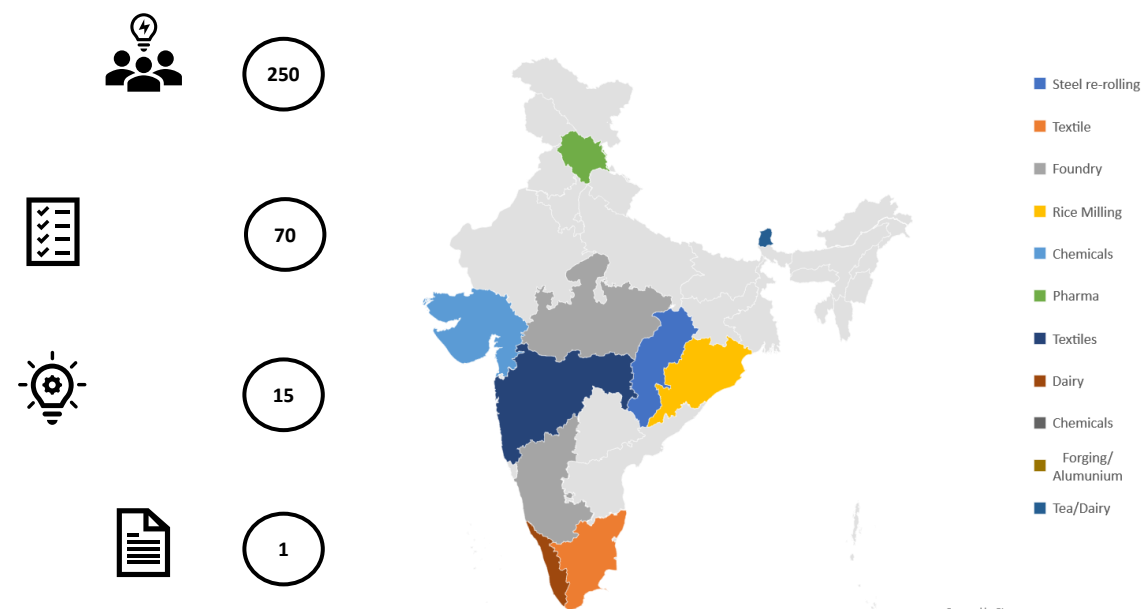 250
70
15
1
Steel re-rolling
Textile
Foundry
Rice Milling
Chemicals
Pharma
Textiles
Dairy
Chemicals
Forging/
Alumunium
Tea/Dairy